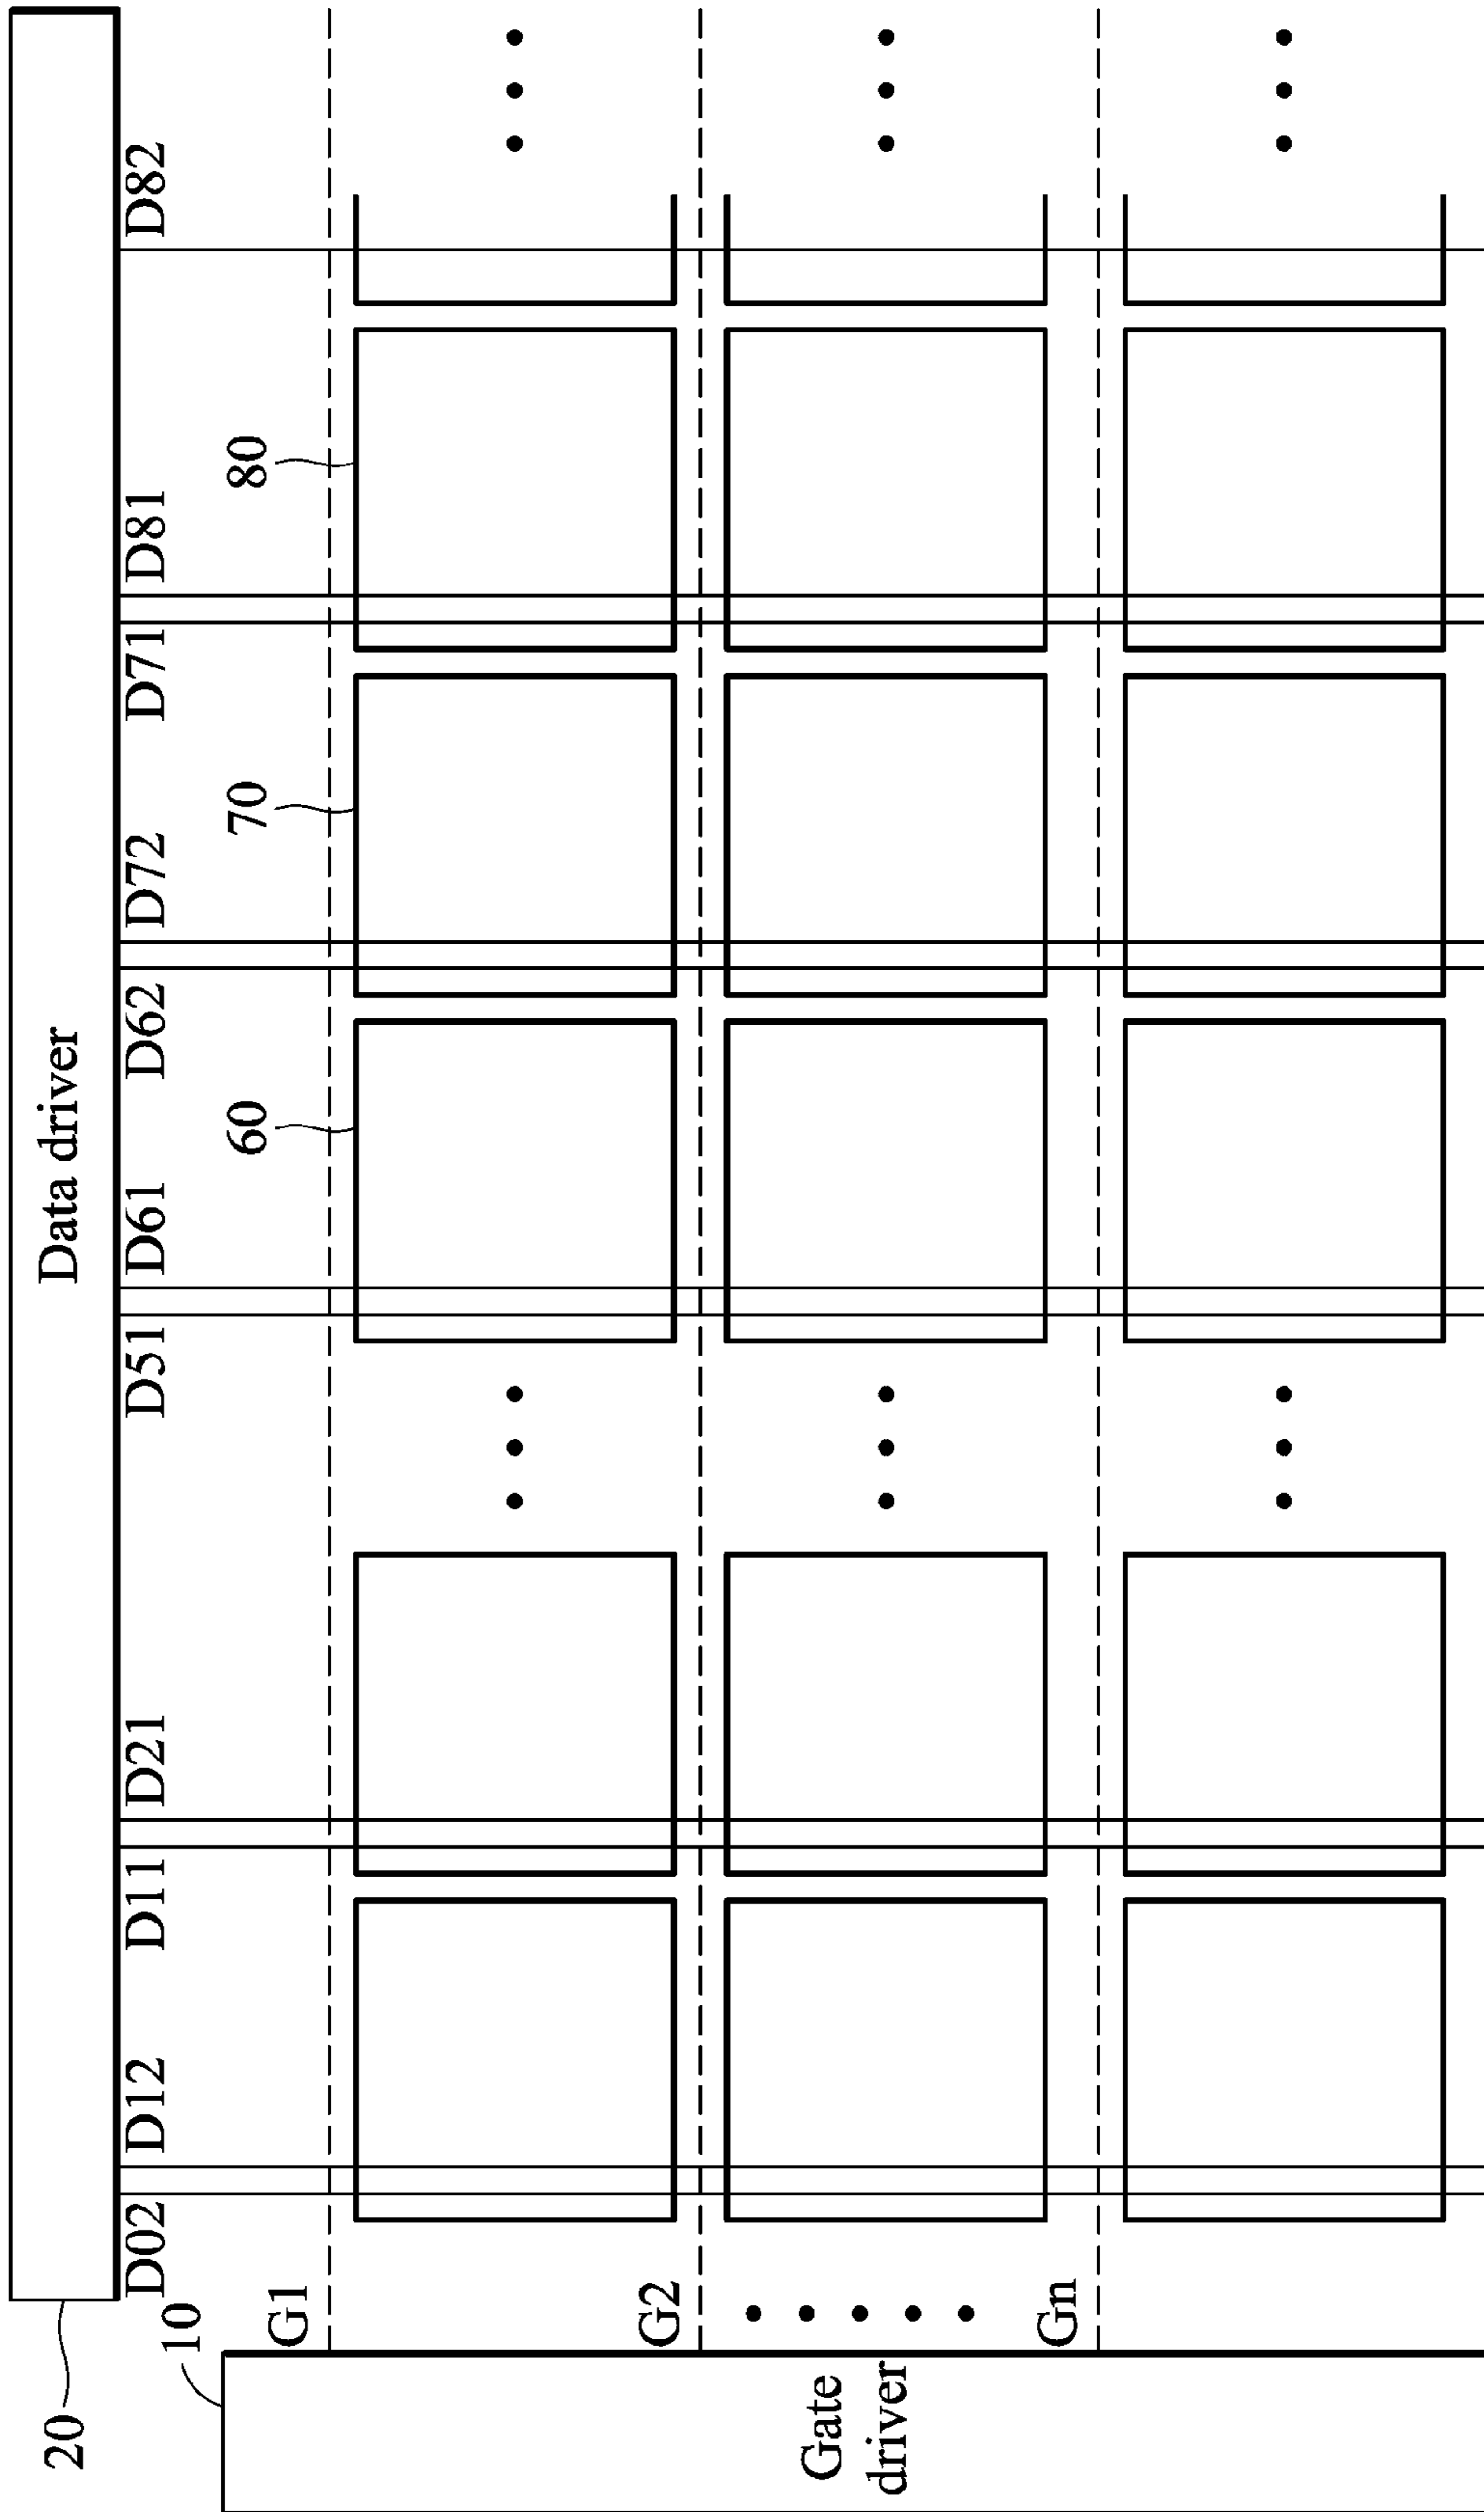 20
Data driver
10
D02
D12
D11
D21
D51
D61
D62
D72
D71
D81
D82
60
70
80
G1
G2
Gn
Gate
driver